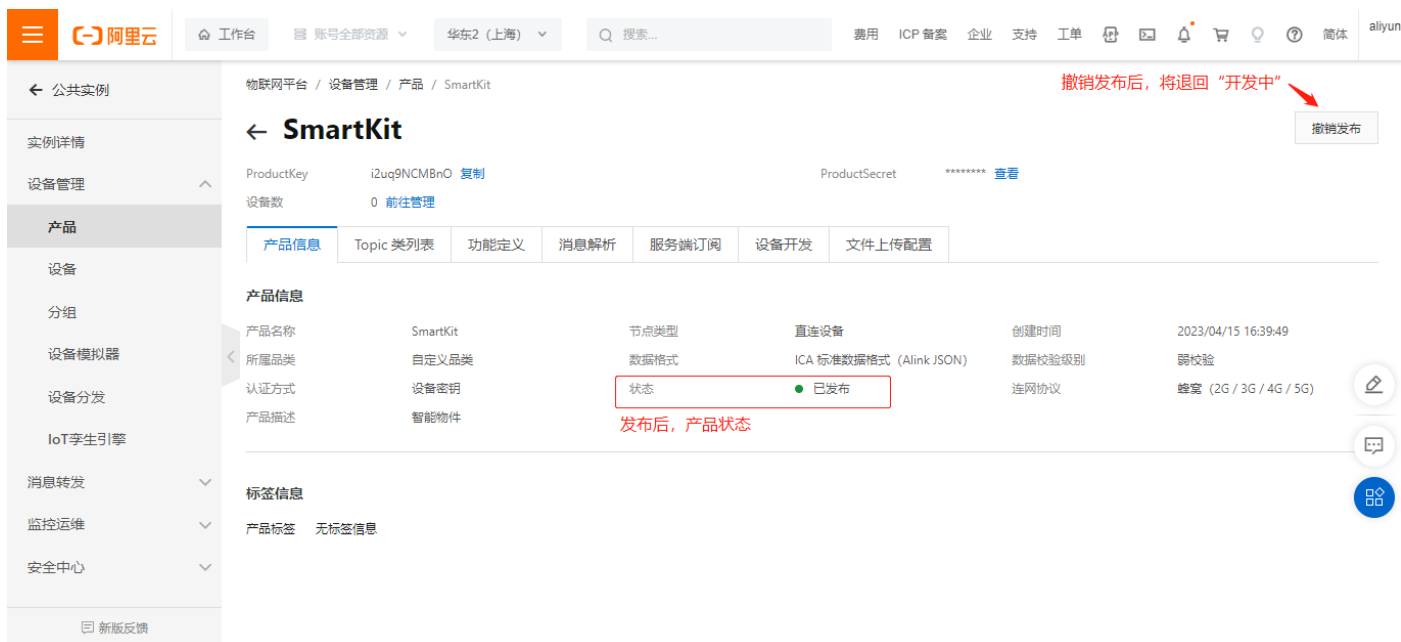 阿里云 工作台 账号全部资源 华东2（上海） 搜索... 费用 ICP 备案 企业 支持 工单 简体 aliyun
公共实例
实例详情
设备管理
产品
设备
分组
设备模拟器
设备分发
IoT孪生引擎
消息转发
监控运维
安全中心
新版反馈
物联网平台 / 设备管理 / 产品 / SmartKit
撤销发布后，将退回“开发中”
SmartKit
撤销发布
ProductKey i2uq9NCMBnO 复制 ProductSecret ******** 查看
设备数 0 前往管理
产品信息 Topic 类列表 功能定义 消息解析 服务端订阅 设备开发 文件上传配置
产品信息
产品名称 SmartKit 节点类型 直连设备 创建时间 2023/04/15 16:39:49
所属品类 自定义品类 数据格式 ICA 标准数据格式（Alink JSON） 数据校验级别 弱校验
认证方式 设备密钥 状态 已发布 连网协议 蜂窝（2G / 3G / 4G / 5G）
产品描述 智能物件
发布后，产品状态
标签信息
产品标签 无标签信息